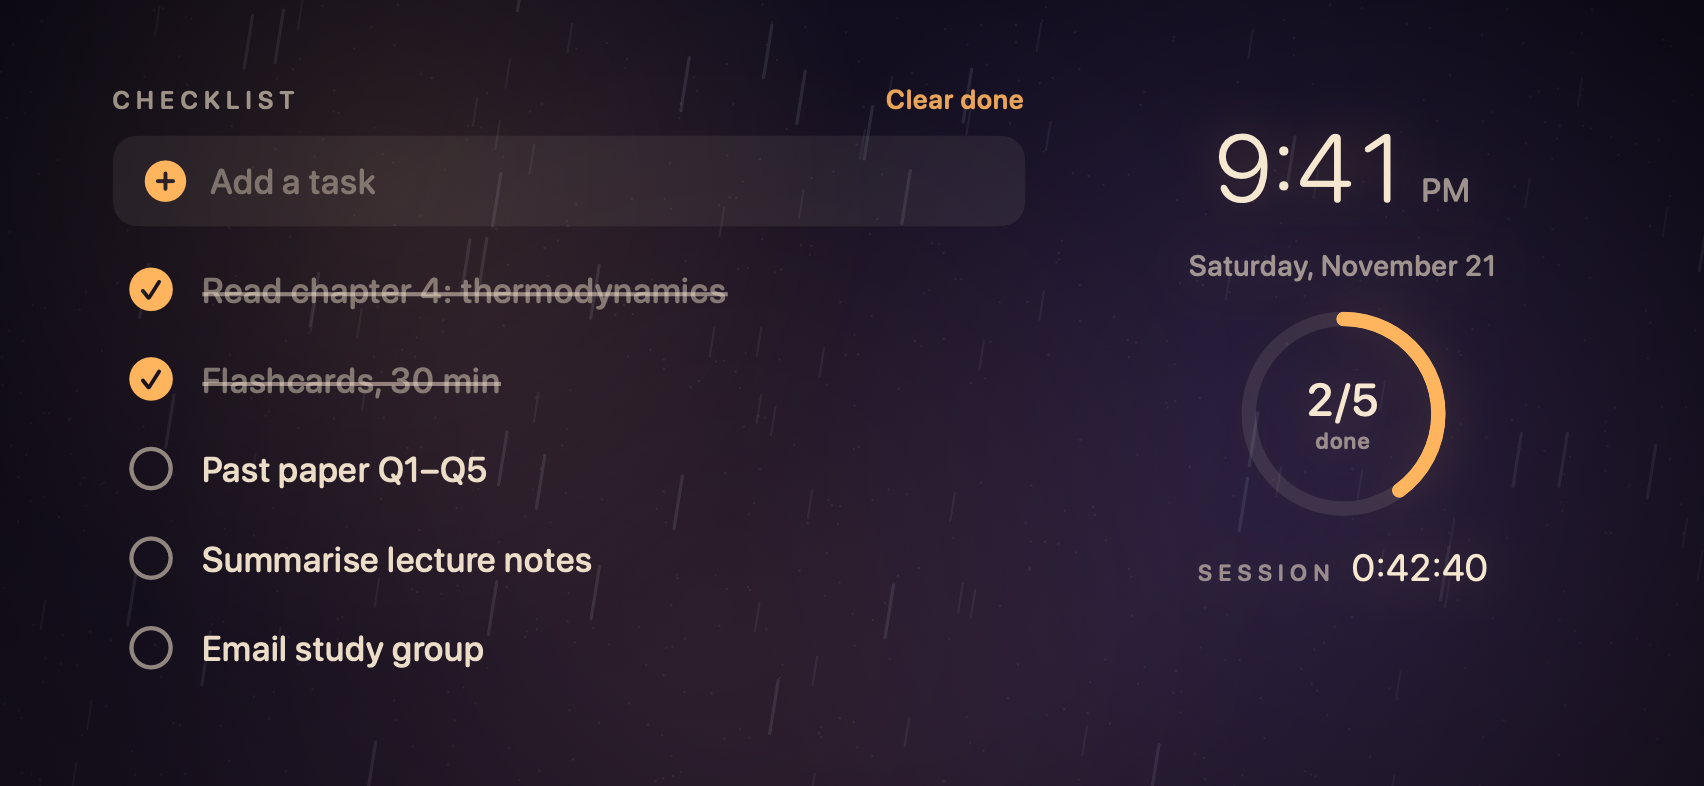 CHECKLIST
Clear done
Add a task
Read chapter 4: thermodynamics
Flashcards, 30 min
Past paper Q1–Q5
Summarise lecture notes
Email study group
9:41 PM
Saturday, November 21
2/5
done
SESSION 0:42:40